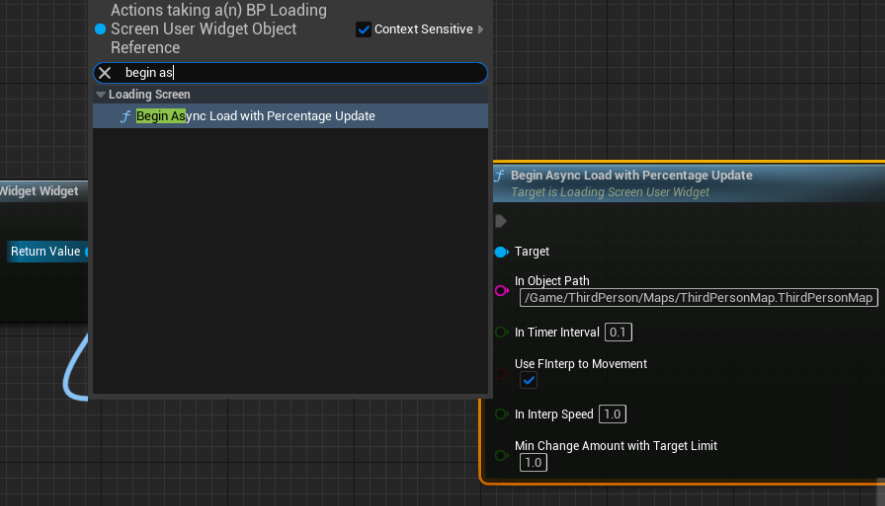 Actions taking a(n) BP Loading
Screen User Widget Object
Reference
Context Sensitive
begin as
Loading Screen
f Begin Async Load with Percentage Update
Widget Widget
Return Value
f Begin Async Load with Percentage Update
Target is Loading Screen User Widget
Target
In Object Path
/Game/ThirdPerson/Maps/ThirdPersonMap.ThirdPersonMap
In Timer Interval 0.1
Use FInterp to Movement
In Interp Speed 1.0
Min Change Amount with Target Limit
1.0